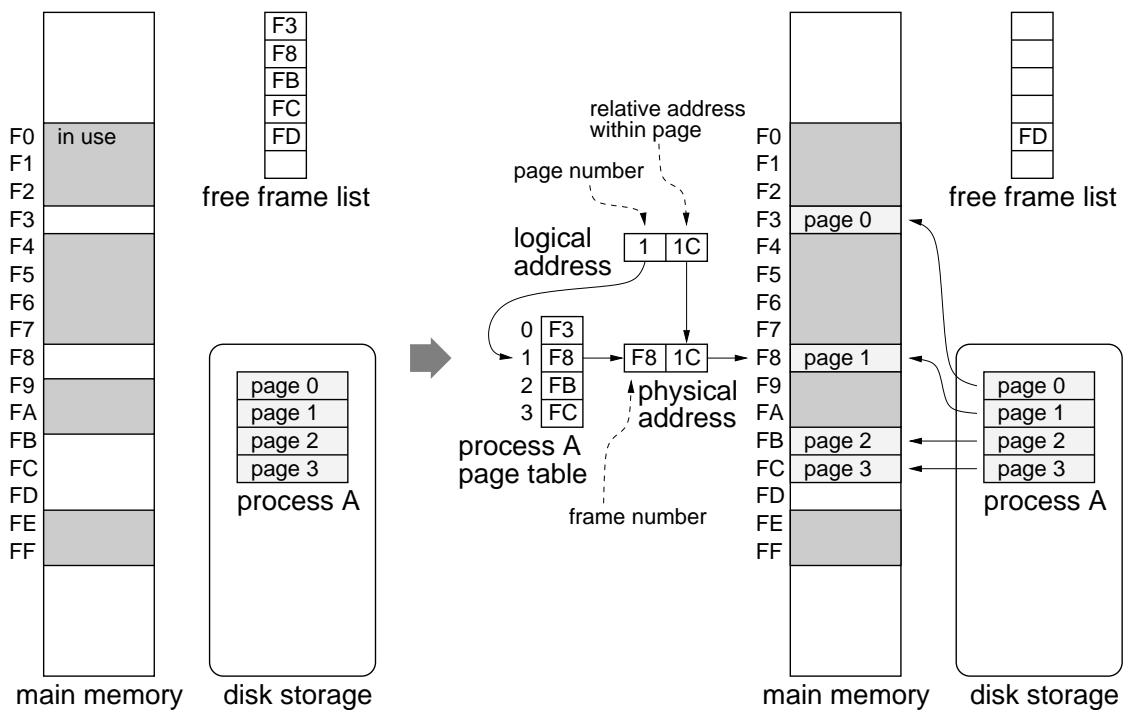 F3
F8
FB
FC
FD
free frame list
F0
F1
F2
F3
F4
F5
F6
F7
F8
F9
FA
FB
FC
FD
FE
FF
in use
main memory
page 0
page 1
page 2
page 3
process A
disk storage
relative address
within page
page number
logical
address
1 1C
0 F3
1 F8
2 FB
3 FC
process A
page table
F8 1C
physical
address
frame number
F0
F1
F2
F3 page 0
F4
F5
F6
F7
F8 page 1
F9
FA
FB page 2
FC page 3
FD
FE
FF
main memory
FD
free frame list
page 0
page 1
page 2
page 3
process A
disk storage